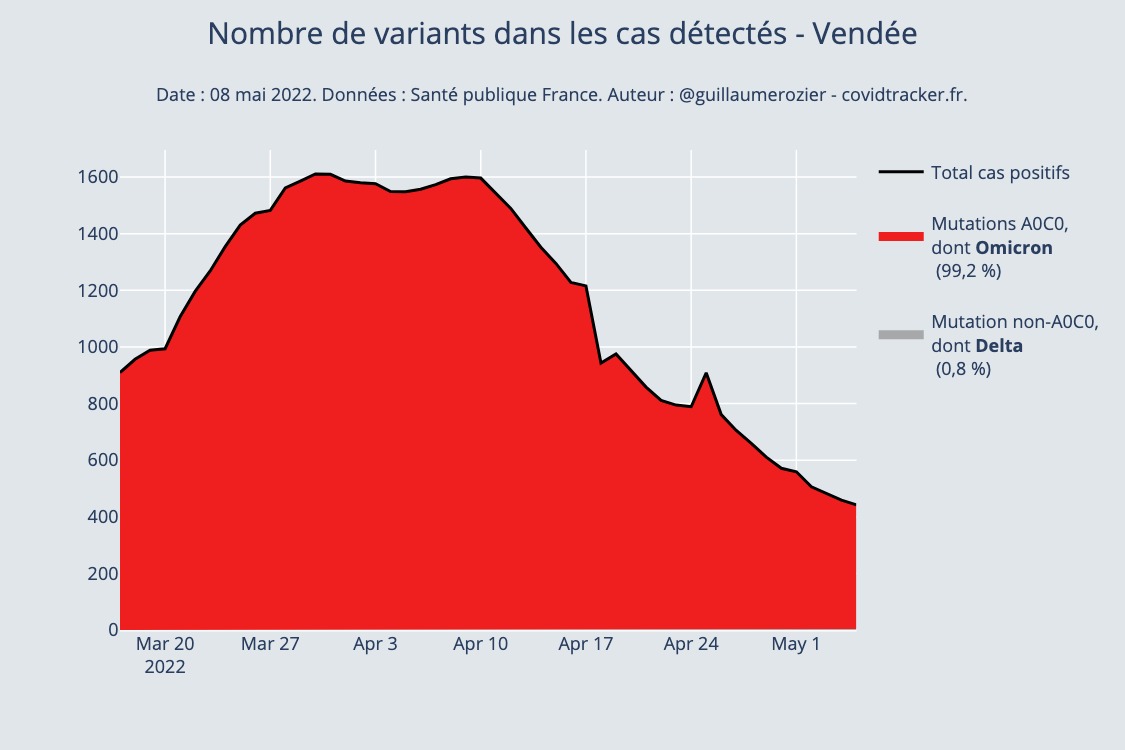 Nombre de variants dans les cas détectés - Vendée
Date : 08 mai 2022. Données : Santé publique France. Auteur : @guillaumerozier - covidtracker.fr.
1600
1400
1200
1000
800
600
400
200
0
Mar 20
2022
Mar 27
Apr 3
Apr 10
Apr 17
Apr 24
May 1
Total cas positifs
Mutations A0C0,
dont Omicron
(99,2 %)
Mutation non-A0C0,
dont Delta
(0,8 %)